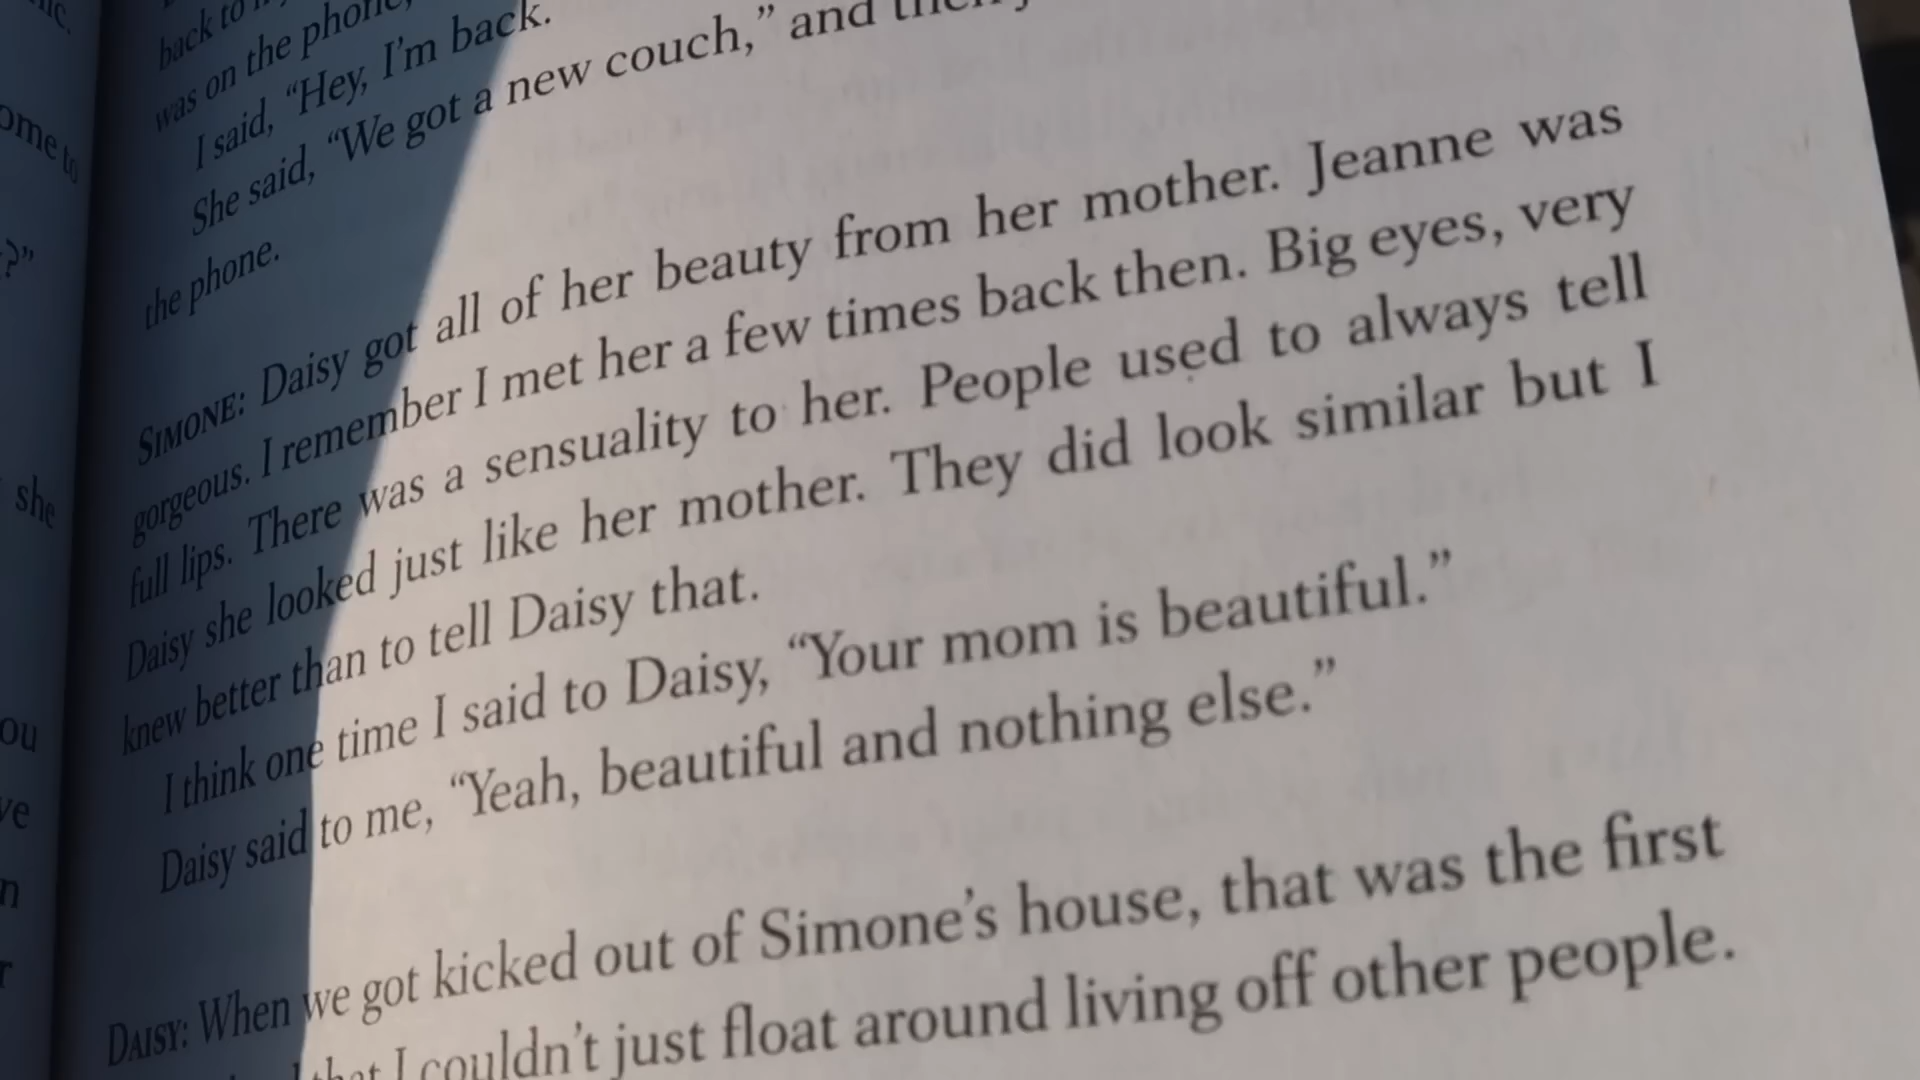 back to
was on the phone,
I said, “Hey, I’m back.
She said, “We got a new couch,” and
the phone.
SIMONE: Daisy got all of her beauty from her mother. Jeanne was
gorgeous. I remember I met her a few times back then. Big eyes, very
full lips. There was a sensuality to her. People used to always tell
Daisy she looked just like her mother. They did look similar but I
knew better than to tell Daisy that.
I think one time I said to Daisy, “Your mom is beautiful.”
Daisy said to me, “Yeah, beautiful and nothing else.”
DAISY: When we got kicked out of Simone’s house, that was the first
that I couldn’t just float around living off other people.